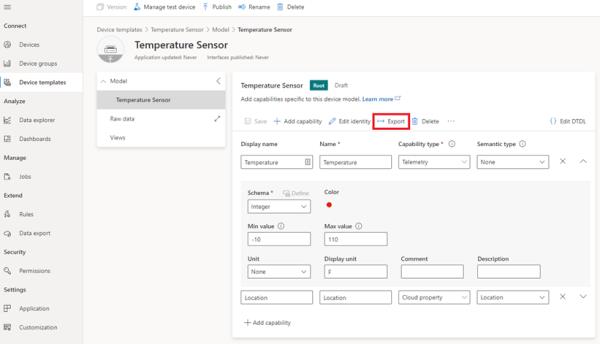 Version Manage test device Publish Rename Delete
Connect
Devices
Device groups
Device templates
Analyze
Data explorer
Dashboards
Manage
Jobs
Extend
Rules
Data export
Security
Permissions
Settings
Application
Customization
Device templates > Temperature Sensor > Model > Temperature Sensor
Temperature Sensor
Application updated: Never Interfaces published: Never
Model
Temperature Sensor
Raw data
Views
Temperature Sensor Root Draft
Add capabilities specific to this device model. Learn more
Save Add capability Edit identity Export Delete ··· Edit DTDL
Display name Name * Capability type * Semantic type
Temperature Temperature Telemetry None
Schema * Define Color
Integer
Min value Max value
-10 110
Unit Display unit Comment Description
None F
Location Location Cloud property Location
Add capability